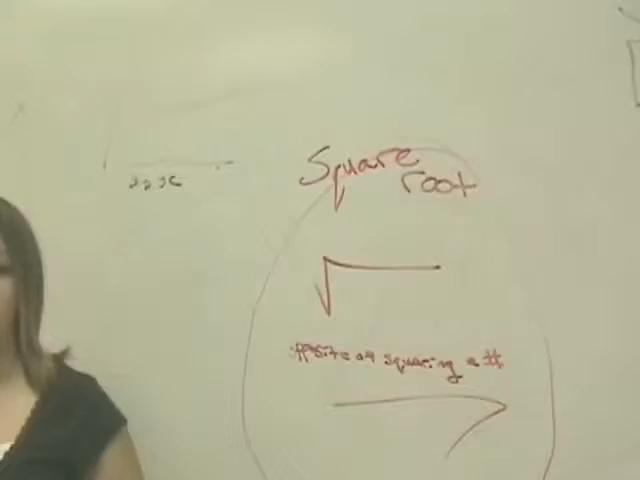 Square
root
√
opposite of squaring a #